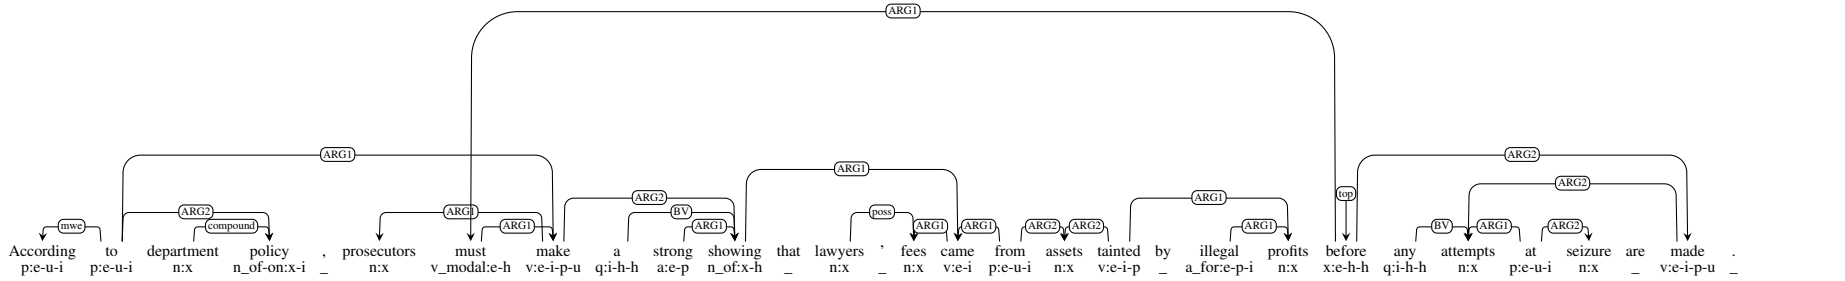 ARG1
ARG1 ARG2
ARG1
ARG2
ARG2 ARG1
ARG2 ARG1 BV poss
mwe compound ARG1 ARG1 ARG1 ARG1 ARG2 ARG2 ARG1 top BV ARG1 ARG2
According to department policy , prosecutors must make a strong showing that lawyers ' fees came from assets tainted by illegal profits before any attempts at seizure are made .
p:e-u-i p:e-u-i n:x n_of-on:x-i _ n:x v_modal:e-h v:e-i-p-u q:i-h-h a:e-p n_of:x-h _ n:x _ n:x v:e-i p:e-u-i n:x v:e-i-p _ a_for:e-p-i n:x x:e-h-h q:i-h-h n:x p:e-u-i n:x _ v:e-i-p-u _